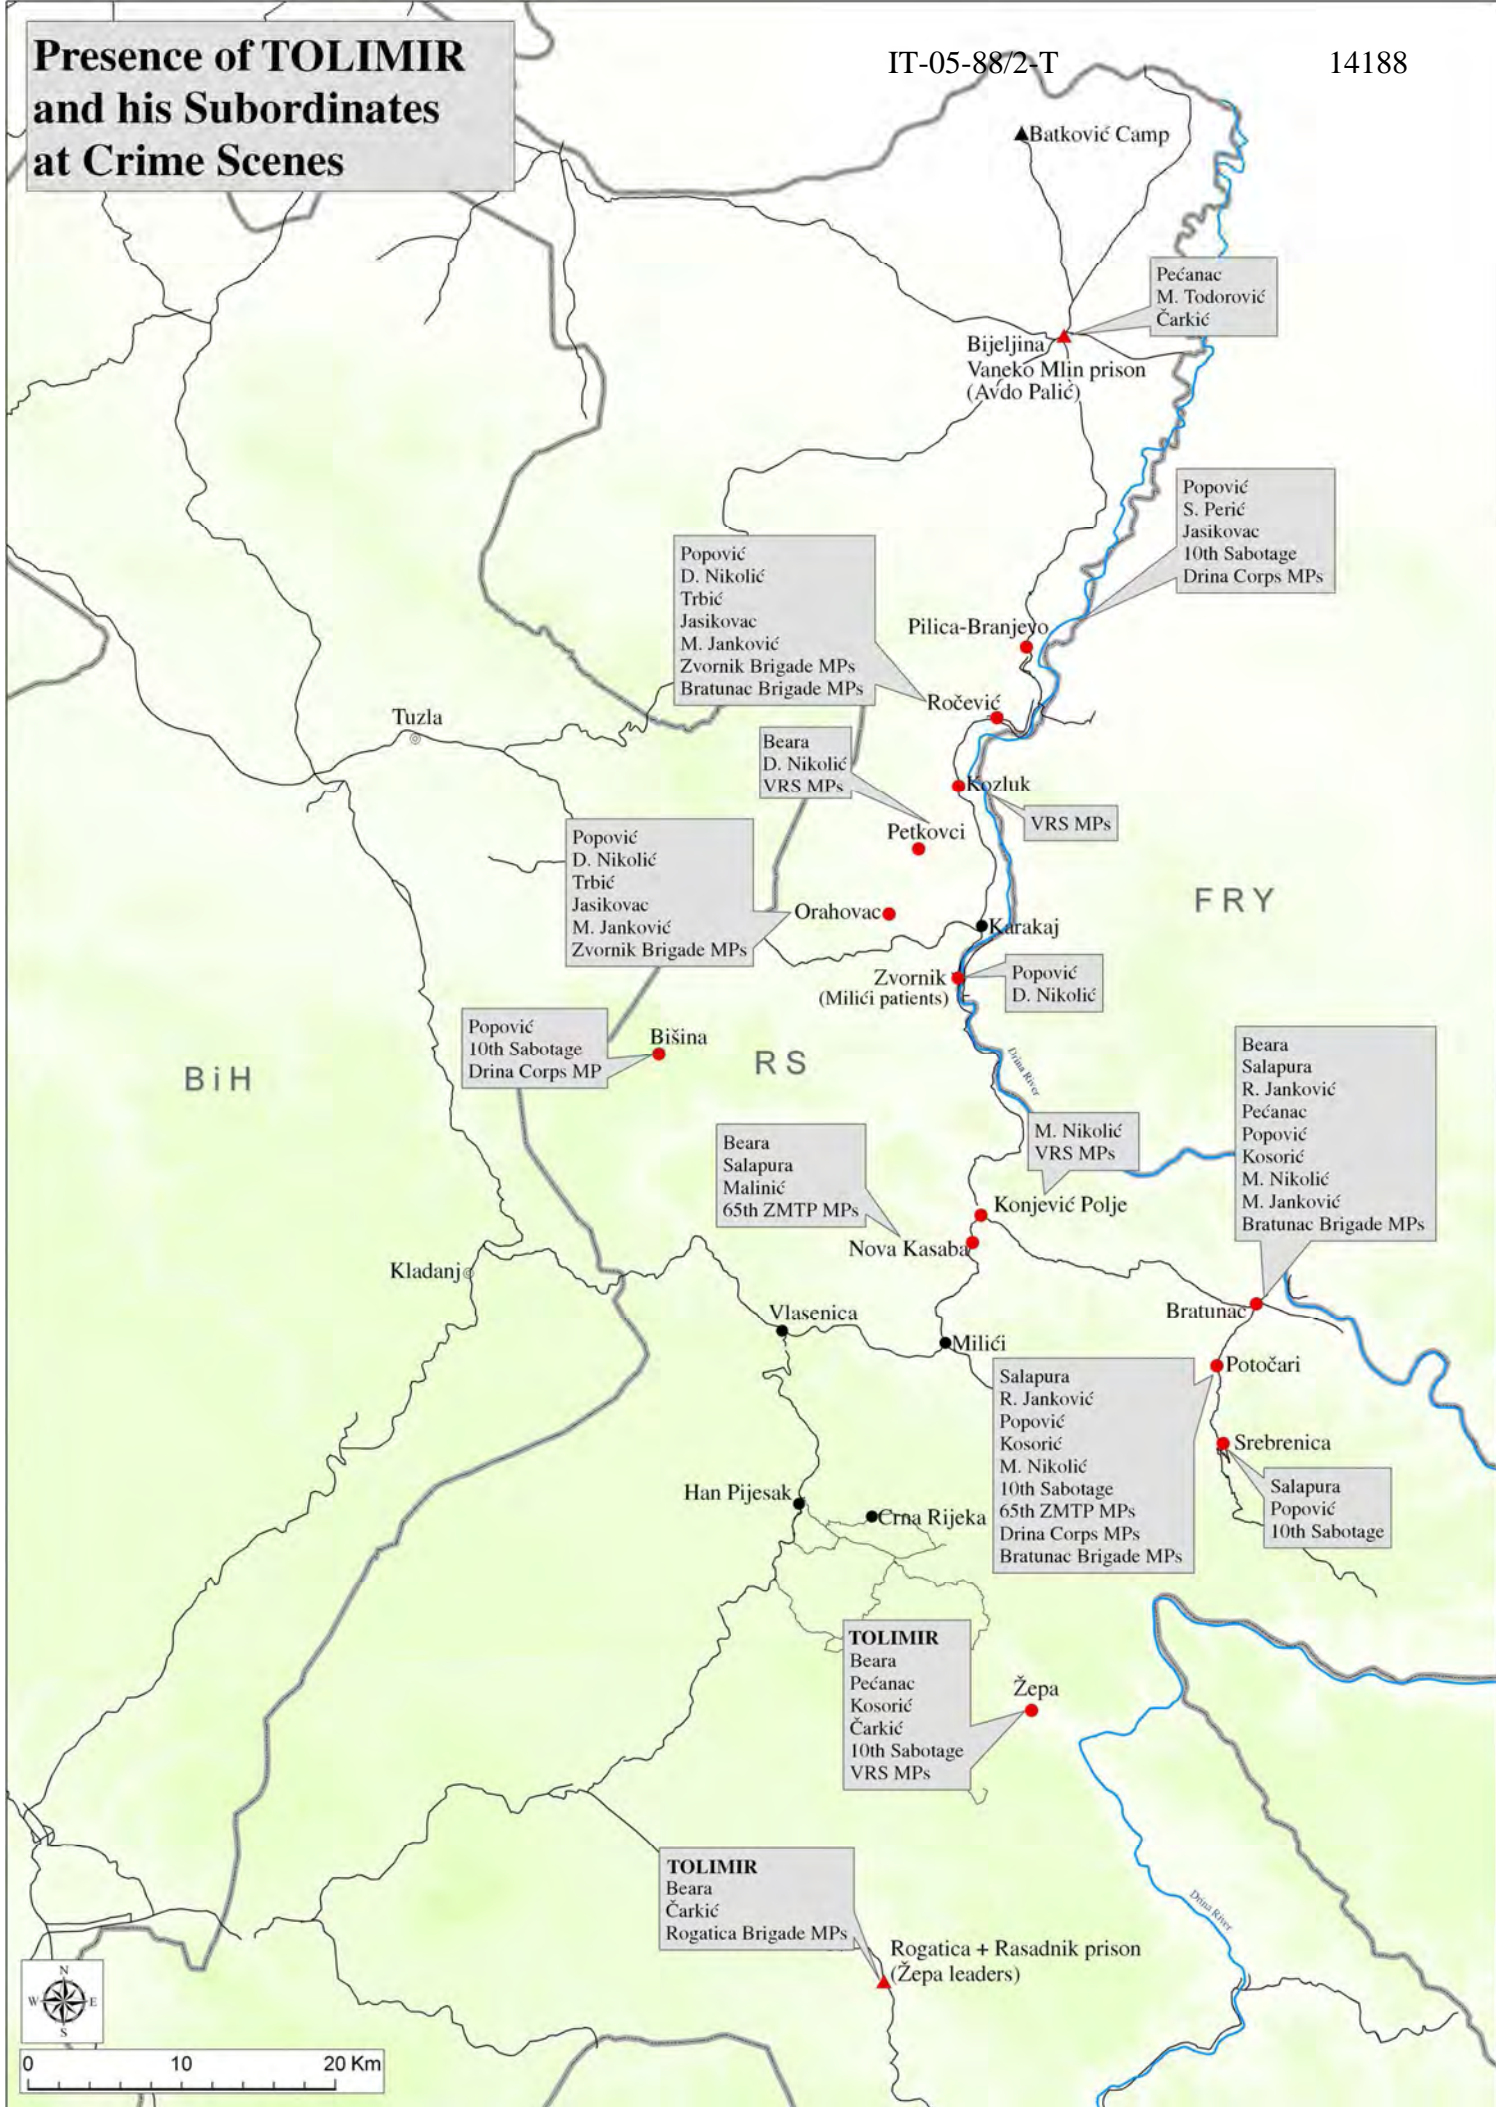 Presence of TOLIMIR
and his Subordinates
at Crime Scenes
IT-05-88/2-T
14188
Batković Camp
Pećanac
M. Todorović
Čarkić
Bijeljina
Vaneko Mlin prison
(Avdo Palić)
Popović
S. Perić
Jasikovac
10th Sabotage
Drina Corps MPs
Popović
D. Nikolić
Trbić
Jasikovac
M. Janković
Zvornik Brigade MPs
Bratunac Brigade MPs
Pilica-Branjevo
Ročević
Tuzla
Beara
D. Nikolić
VRS MPs
Kozluk
VRS MPs
Petkovci
Popović
D. Nikolić
Trbić
Jasikovac
M. Janković
Zvornik Brigade MPs
Orahovac
FRY
Karakaj
Zvornik
(Milići patients)
Popović
D. Nikolić
Popović
10th Sabotage
Drina Corps MP
Bišina
BiH
RS
Drina River
Beara
Salapura
R. Janković
Pećanac
Popović
Kosorić
M. Nikolić
M. Janković
Bratunac Brigade MPs
M. Nikolić
VRS MPs
Beara
Salapura
Malinić
65th ZMTP MPs
Konjević Polje
Nova Kasaba
Kladanj
Vlasenica
Bratunac
Milići
Potočari
Salapura
R. Janković
Popović
Kosorić
M. Nikolić
10th Sabotage
65th ZMTP MPs
Drina Corps MPs
Bratunac Brigade MPs
Srebrenica
Salapura
Popović
10th Sabotage
Han Pijesak
Crna Rijeka
TOLIMIR
Beara
Pećanac
Kosorić
Čarkić
10th Sabotage
VRS MPs
Žepa
TOLIMIR
Beara
Čarkić
Rogatica Brigade MPs
Drina River
Rogatica + Rasadnik prison
(Žepa leaders)
N
W E
S
0 10 20 Km